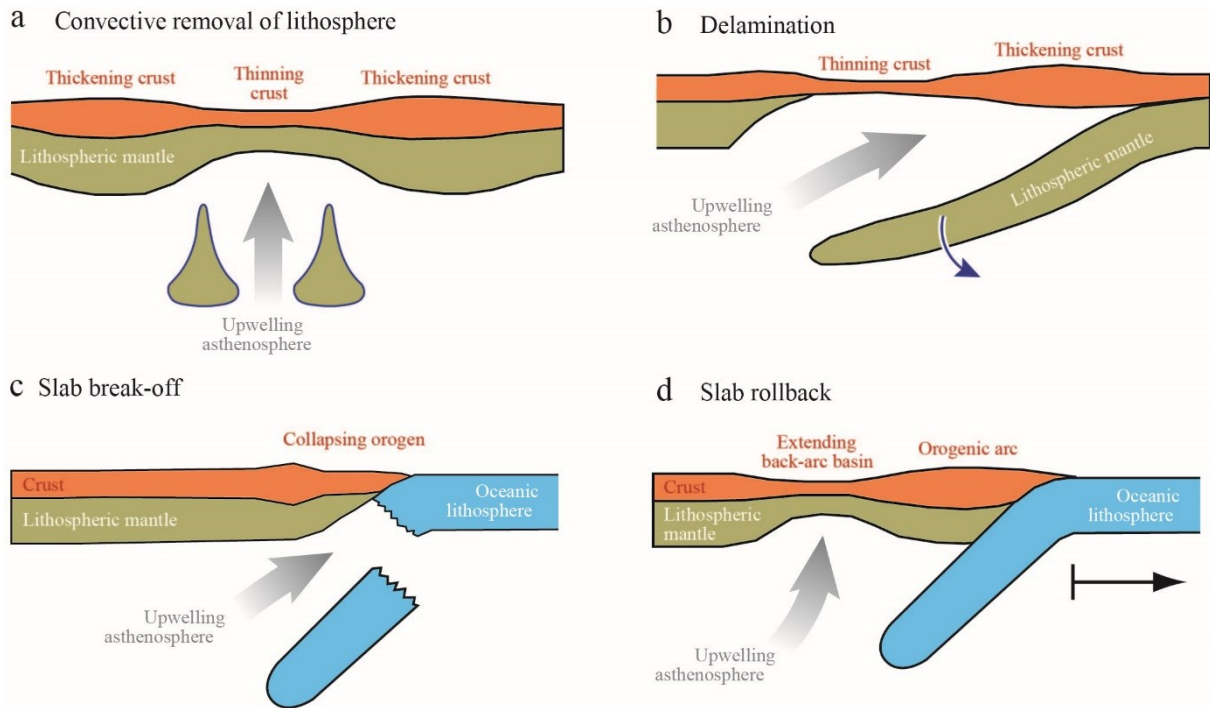 a Convective removal of lithosphere
Thickening crust
Thinning
crust
Thickening crust
Lithospheric mantle
Upwelling
asthenosphere
b Delamination
Thinning crust
Thickening crust
Lithospheric mantle
Upwelling
asthenosphere
c Slab break-off
Collapsing orogen
Crust
Lithospheric mantle
Oceanic
lithosphere
Upwelling
asthenosphere
d Slab rollback
Extending
back-arc basin
Orogenic arc
Crust
Lithospheric
mantle
Oceanic
lithosphere
Upwelling
asthenosphere